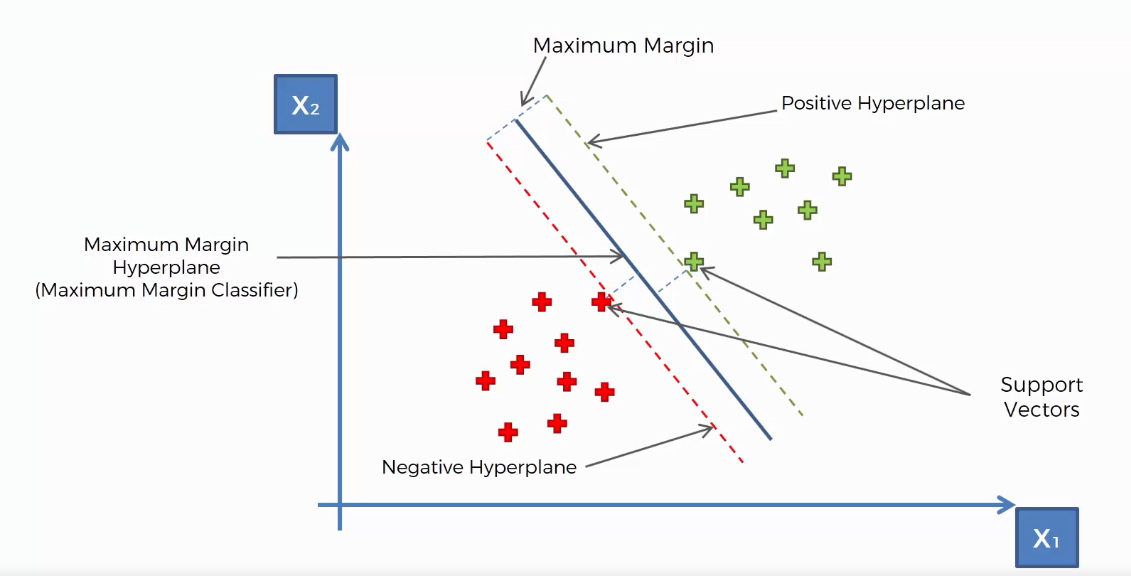 Maximum Margin
X₂
Positive Hyperplane
Maximum Margin
Hyperplane
(Maximum Margin Classifier)
Support
Vectors
Negative Hyperplane
X₁